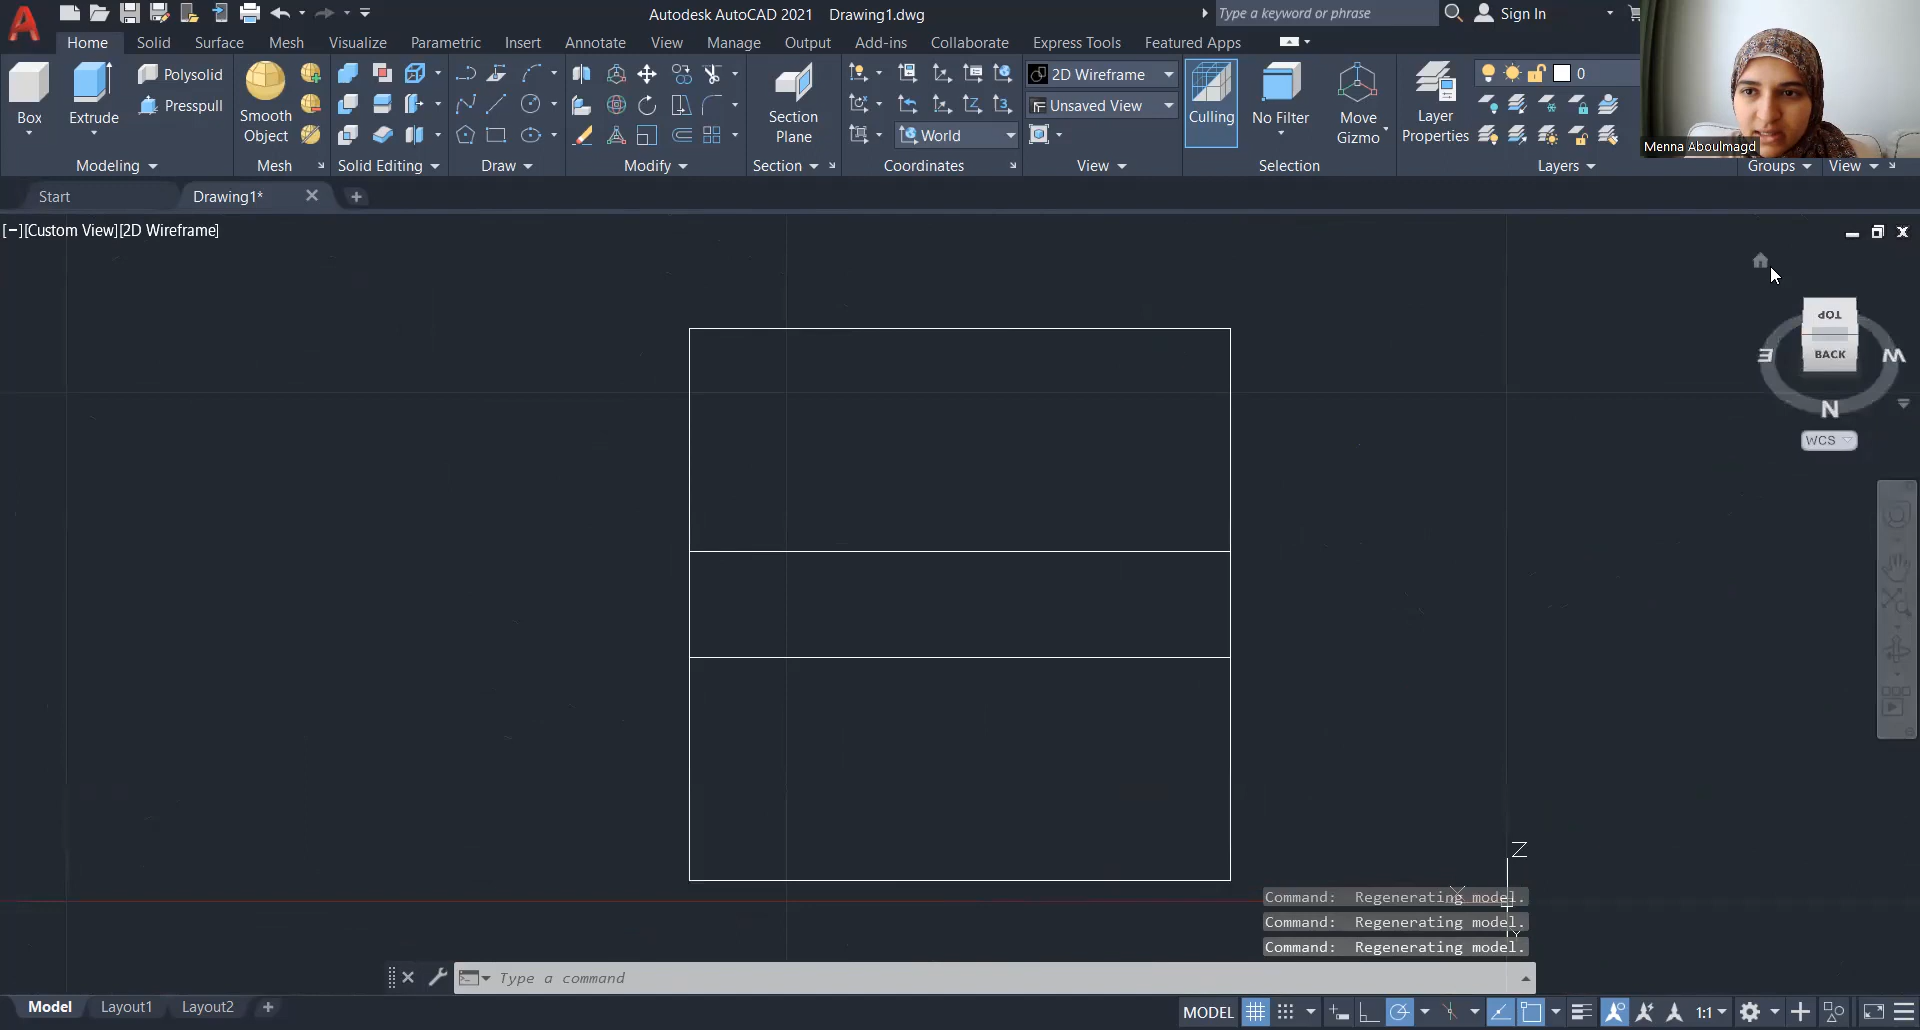 Autodesk AutoCAD 2021 Drawing1.dwg
Type a keyword or phrase
Sign In
Home Solid Surface Mesh Visualize Parametric Insert Annotate View Manage Output Add-ins Collaborate Express Tools Featured Apps
Box
Extrude
Polysolid
Presspull
Modeling
Smooth
Object
Mesh
Solid Editing
Draw
Modify
Section
Plane
Section
World
Coordinates
2D Wireframe
Unsaved View
View
Culling
No Filter
Move
Gizmo
Selection
Layer
Properties
0
Layers
Menna Aboulmagd
Groups
View
Start
Drawing1*
[−][Custom View][2D Wireframe]
TOP
BACK
E
W
N
WCS
Z
Y
Command: Regenerating model.
Command: Regenerating model.
Command: Regenerating model.
Type a command
Model Layout1 Layout2
MODEL
1:1